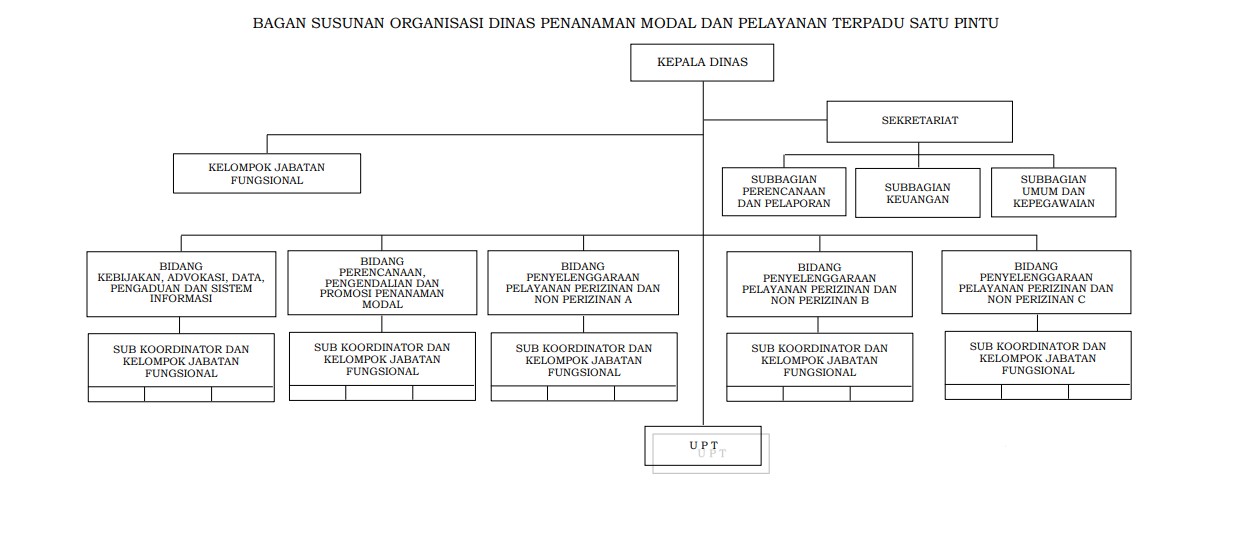 BAGAN SUSUNAN ORGANISASI DINAS PENANAMAN MODAL DAN PELAYANAN TERPADU SATU PINTU
KEPALA DINAS
SEKRETARIAT
KELOMPOK JABATAN
FUNGSIONAL
SUBBAGIAN
PERENCANAAN
DAN PELAPORAN
SUBBAGIAN
KEUANGAN
SUBBAGIAN
UMUM DAN
KEPEGAWAIAN
BIDANG
KEBIJAKAN, ADVOKASI, DATA,
PENGADUAN DAN SISTEM
INFORMASI
BIDANG
PERENCANAAN,
PENGENDALIAN DAN
PROMOSI PENANAMAN
MODAL
BIDANG
PENYELENGGARAAN
PELAYANAN PERIZINAN DAN
NON PERIZINAN A
BIDANG
PENYELENGGARAAN
PELAYANAN PERIZINAN DAN
NON PERIZINAN B
BIDANG
PENYELENGGARAAN
PELAYANAN PERIZINAN DAN
NON PERIZINAN C
SUB KOORDINATOR DAN
KELOMPOK JABATAN
FUNGSIONAL
SUB KOORDINATOR DAN
KELOMPOK JABATAN
FUNGSIONAL
SUB KOORDINATOR DAN
KELOMPOK JABATAN
FUNGSIONAL
SUB KOORDINATOR DAN
KELOMPOK JABATAN
FUNGSIONAL
SUB KOORDINATOR DAN
KELOMPOK JABATAN
FUNGSIONAL
U P T
U P T